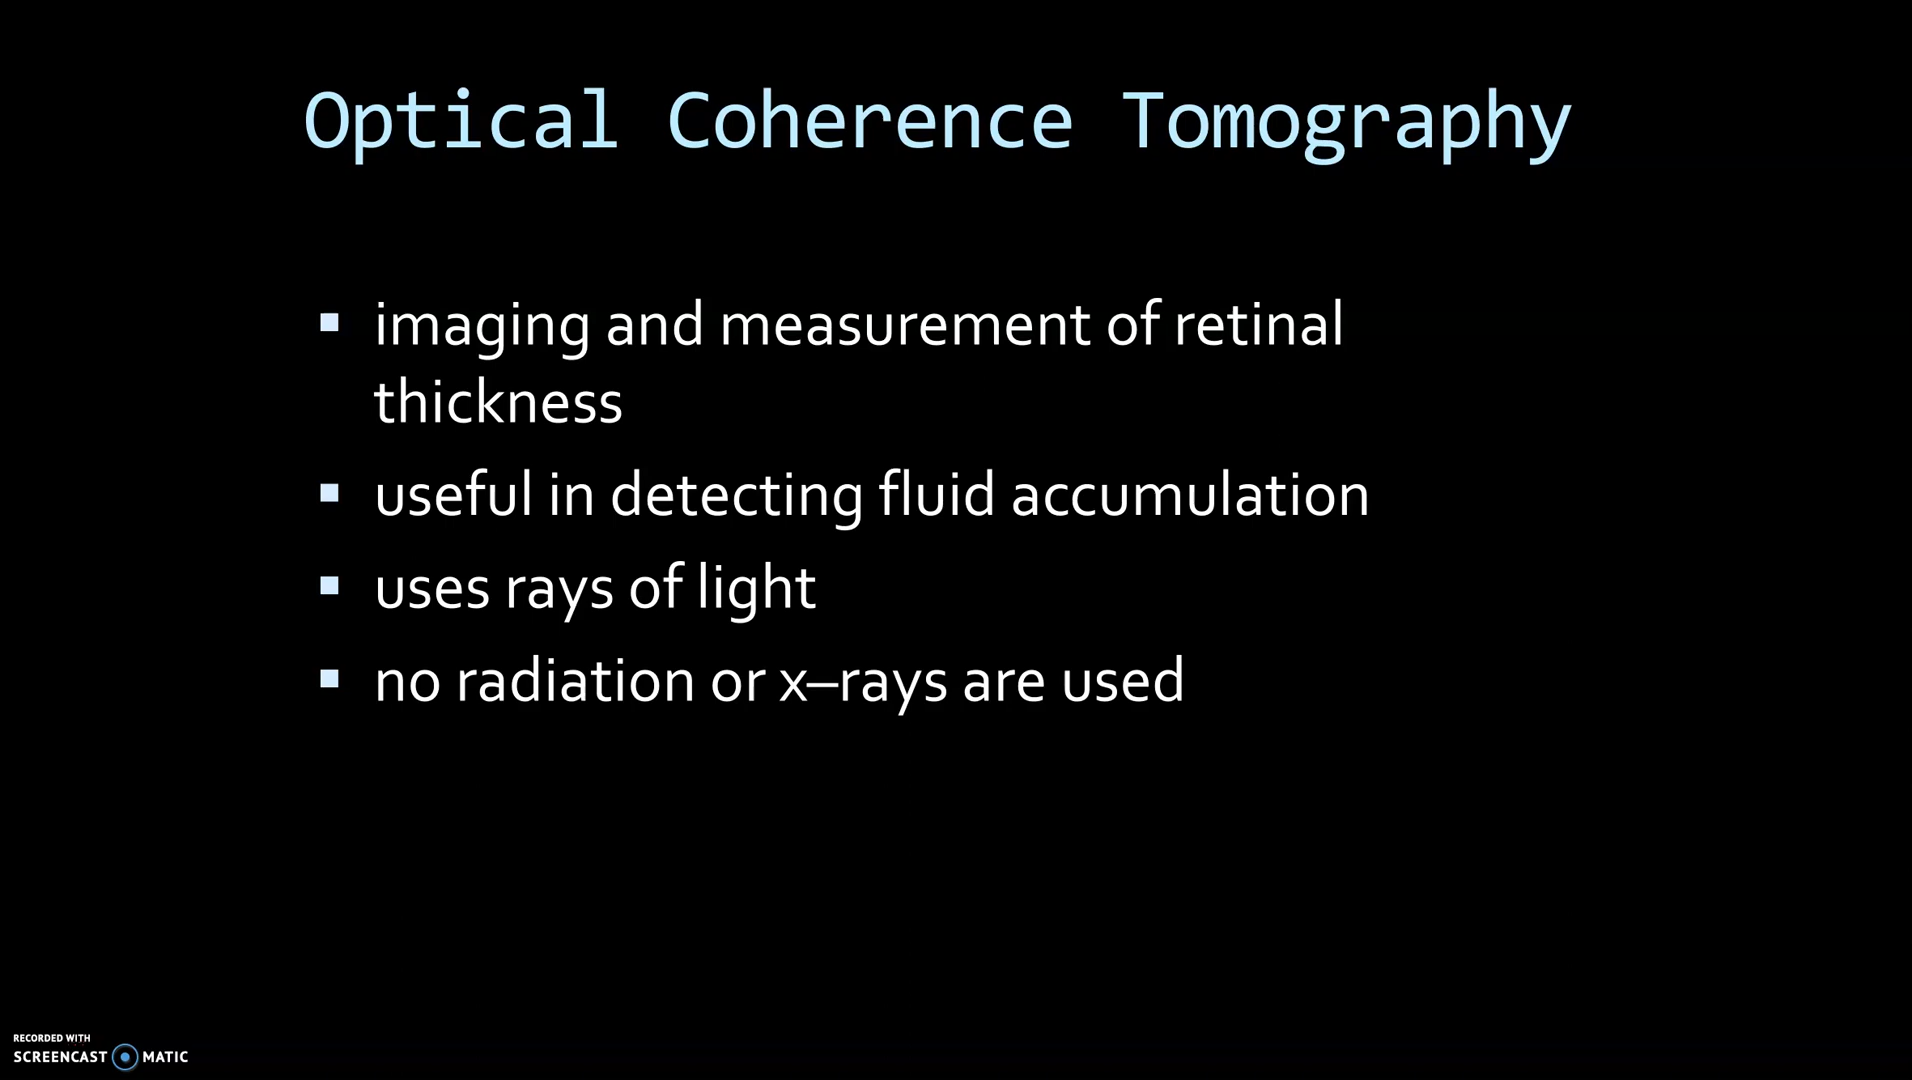 Optical Coherence Tomography
▪ imaging and measurement of retinal
thickness
▪ useful in detecting fluid accumulation
▪ uses rays of light
▪ no radiation or x–rays are used
RECORDED WITH
SCREENCAST MATIC